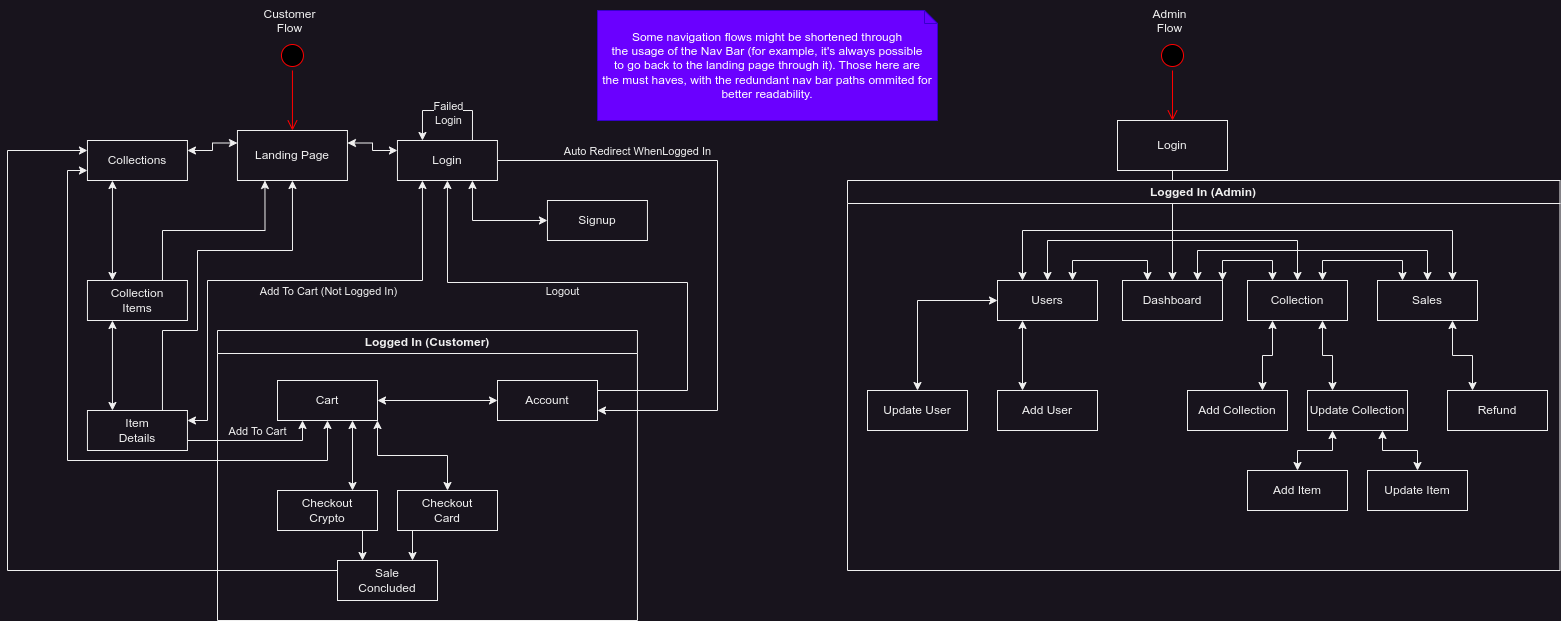 Customer
Flow
Some navigation flows might be shortened through
the usage of the Nav Bar (for example, it's always possible
to go back to the landing page through it). Those here are
the must haves, with the redundant nav bar paths ommited for
better readability.
Admin
Flow
Failed
Login
Collections
Landing Page
Login
Auto Redirect WhenLogged In
Login
Signup
Logged In (Admin)
Collection
Items
Add To Cart (Not Logged In)
Logout
Users
Dashboard
Collection
Sales
Logged In (Customer)
Cart
Account
Item
Details
Add To Cart
Update User
Add User
Add Collection
Update Collection
Refund
Checkout
Crypto
Checkout
Card
Add Item
Update Item
Sale
Concluded